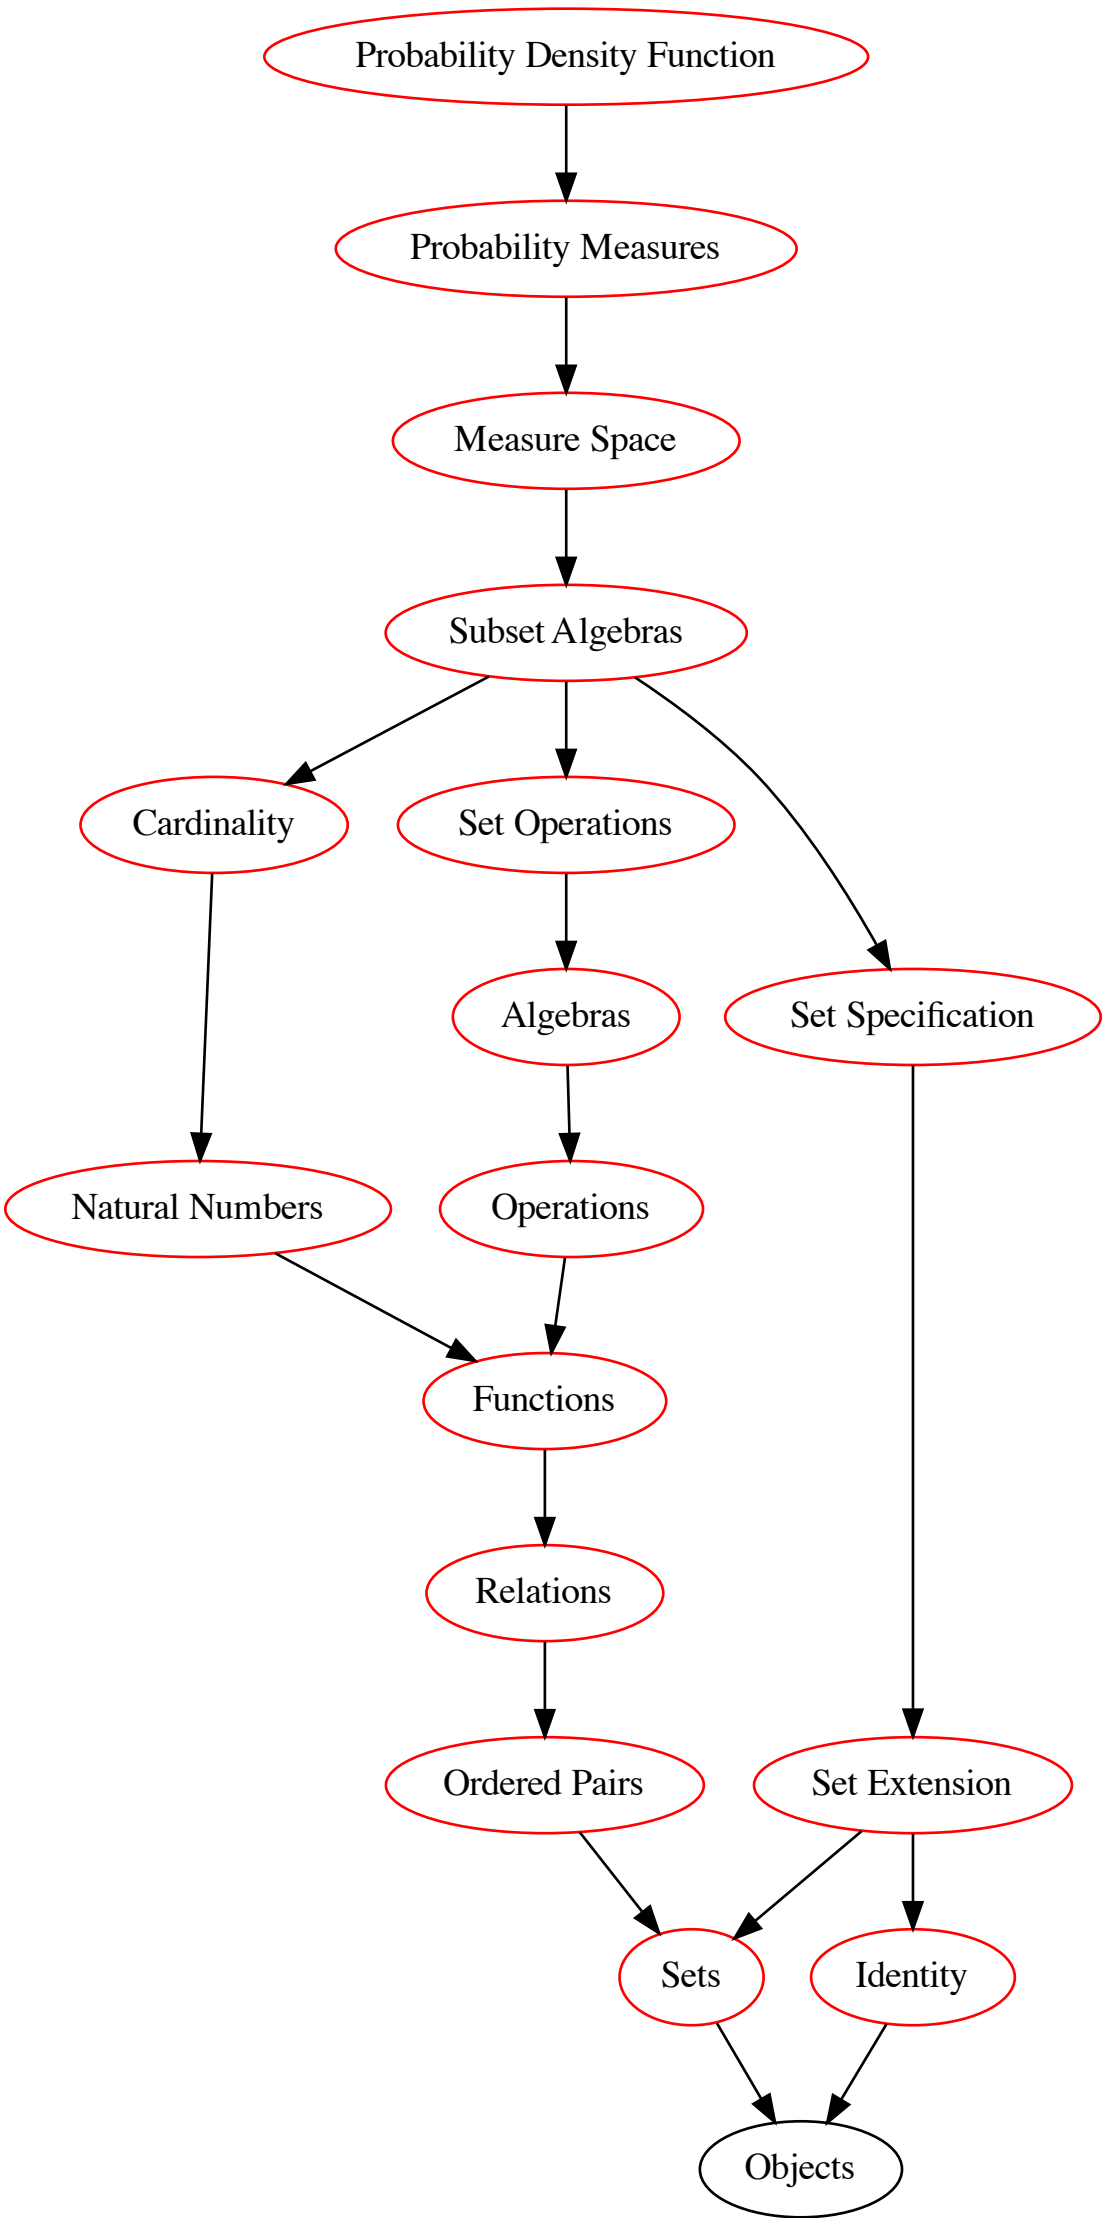 Probability Density Function
Probability Measures
Measure Space
Subset Algebras
Cardinality
Set Operations
Algebras
Set Specification
Natural Numbers
Operations
Functions
Relations
Ordered Pairs
Set Extension
Sets
Identity
Objects